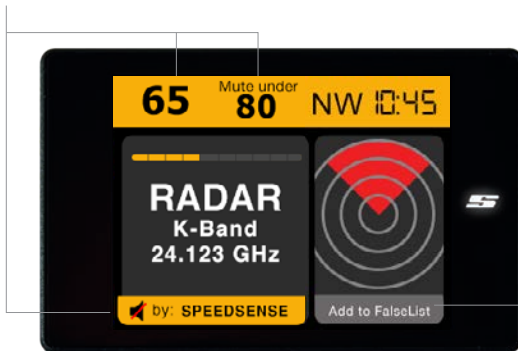 65
Mute under
80
NW 10:45
RADAR
K-Band
24.123 GHz
by: SPEEDSENSE
Add to FalseList